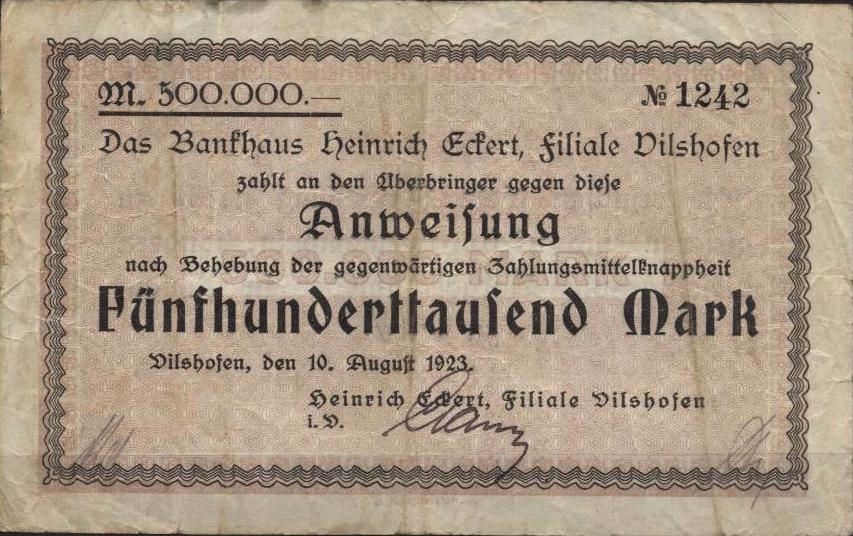 M. 500.000.—
№ 1242
Das Bankhaus Heinrich Eckert, Filiale Vilshofen
zahlt an den Überbringer gegen dieſe
Anweiſung
nach Behebung der gegenwärtigen Zahlungsmittelknappheit
Fünfhunderttauſend Mark
Vilshofen, den 10. Auguſt 1923.
Heinrich Eckert, Filiale Vilshofen
i. V.